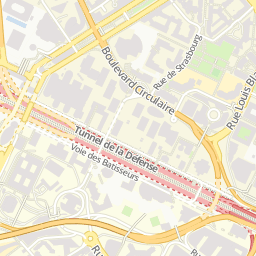 Boulevard Circulaire
Rue de Strasbourg
Rue Louis Bl
Tunnel de la Défense
Voie des Batisseurs